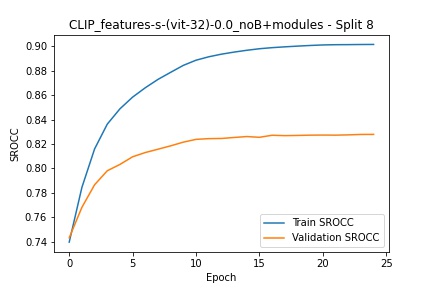 CLIP_features-s-(vit-32)-0.0_noB+modules - Split 8
0.90
0.88
0.86
0.84
0.82
0.80
0.78
0.76
0.74
SROCC
Train SROCC
Validation SROCC
0 5 10 15 20 25
Epoch